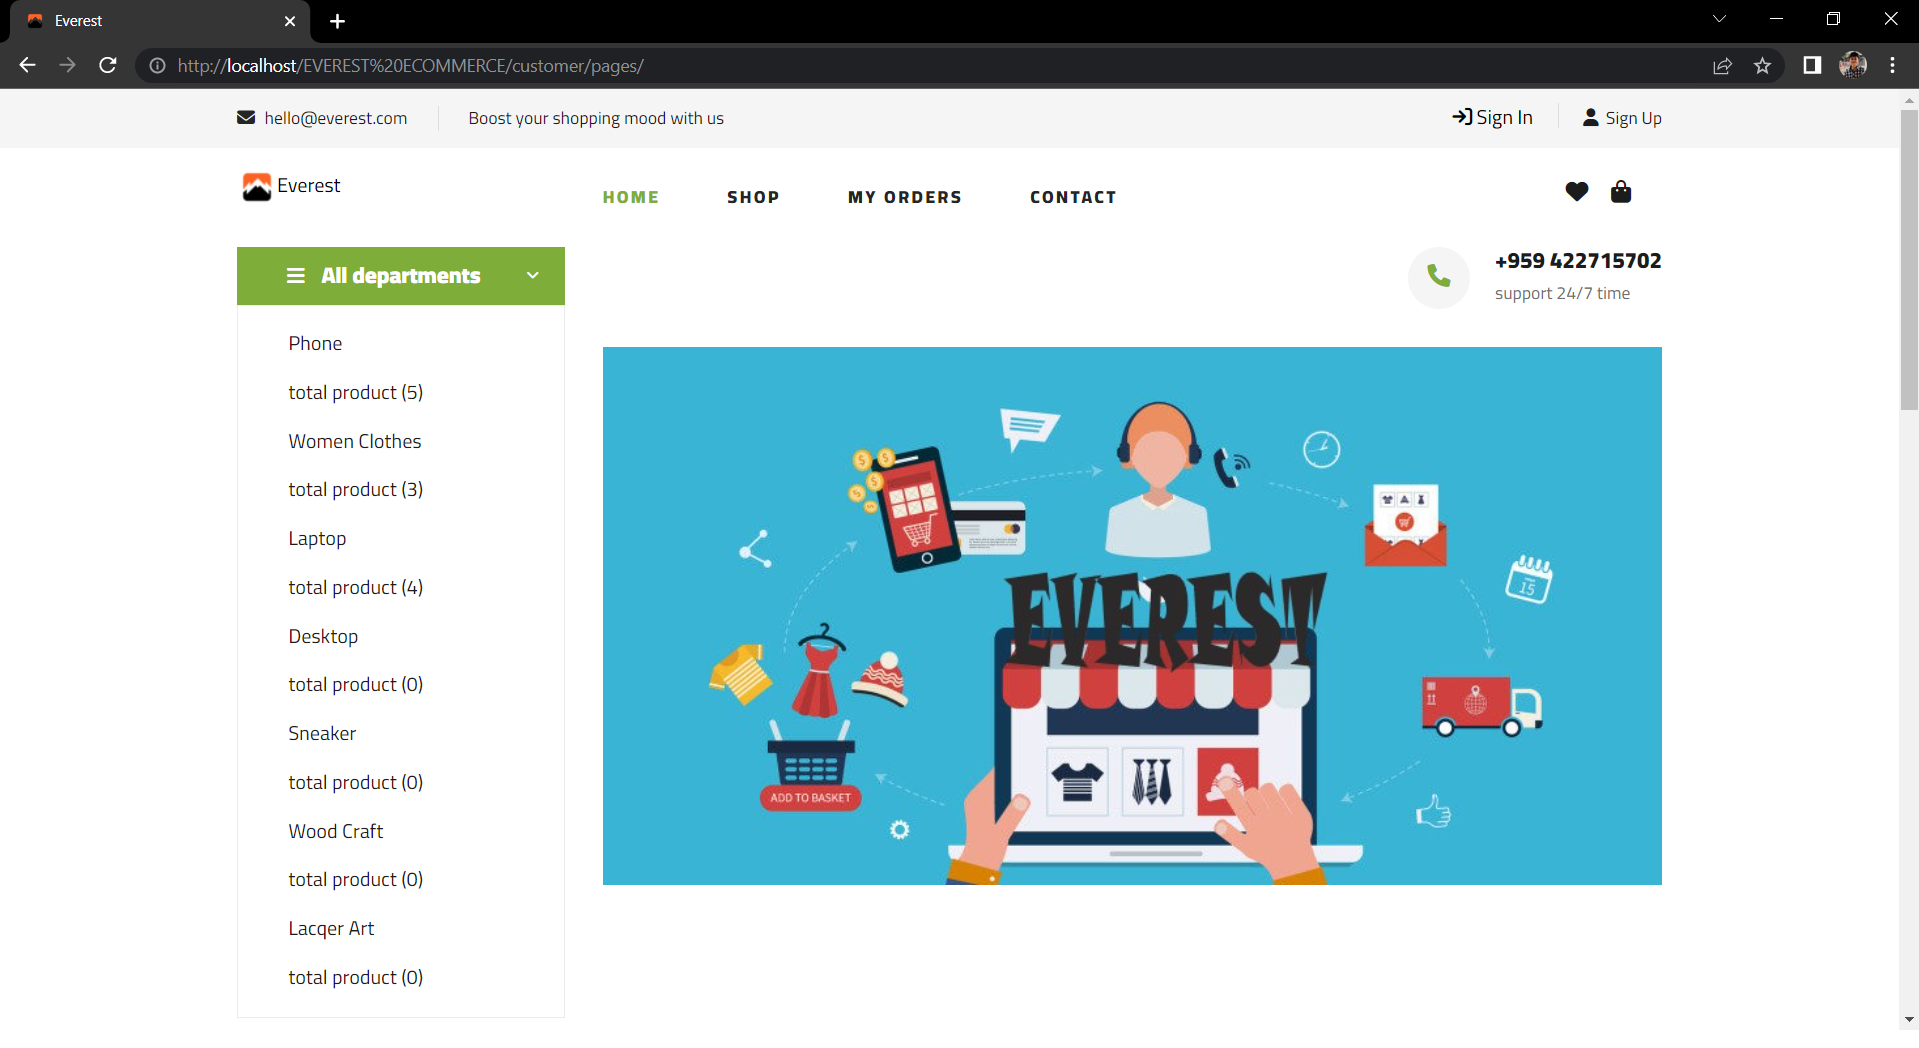 Everest
http://localhost/EVEREST%20ECOMMERCE/customer/pages/
hello@everest.com
Boost your shopping mood with us
Sign In
Sign Up
Everest
HOME
SHOP
MY ORDERS
CONTACT
All departments
+959 422715702
support 24/7 time
Phone
total product (5)
Women Clothes
total product (3)
Laptop
total product (4)
Desktop
total product (0)
Sneaker
total product (0)
Wood Craft
total product (0)
Lacqer Art
total product (0)
15
EVEREST
ADD TO BASKET